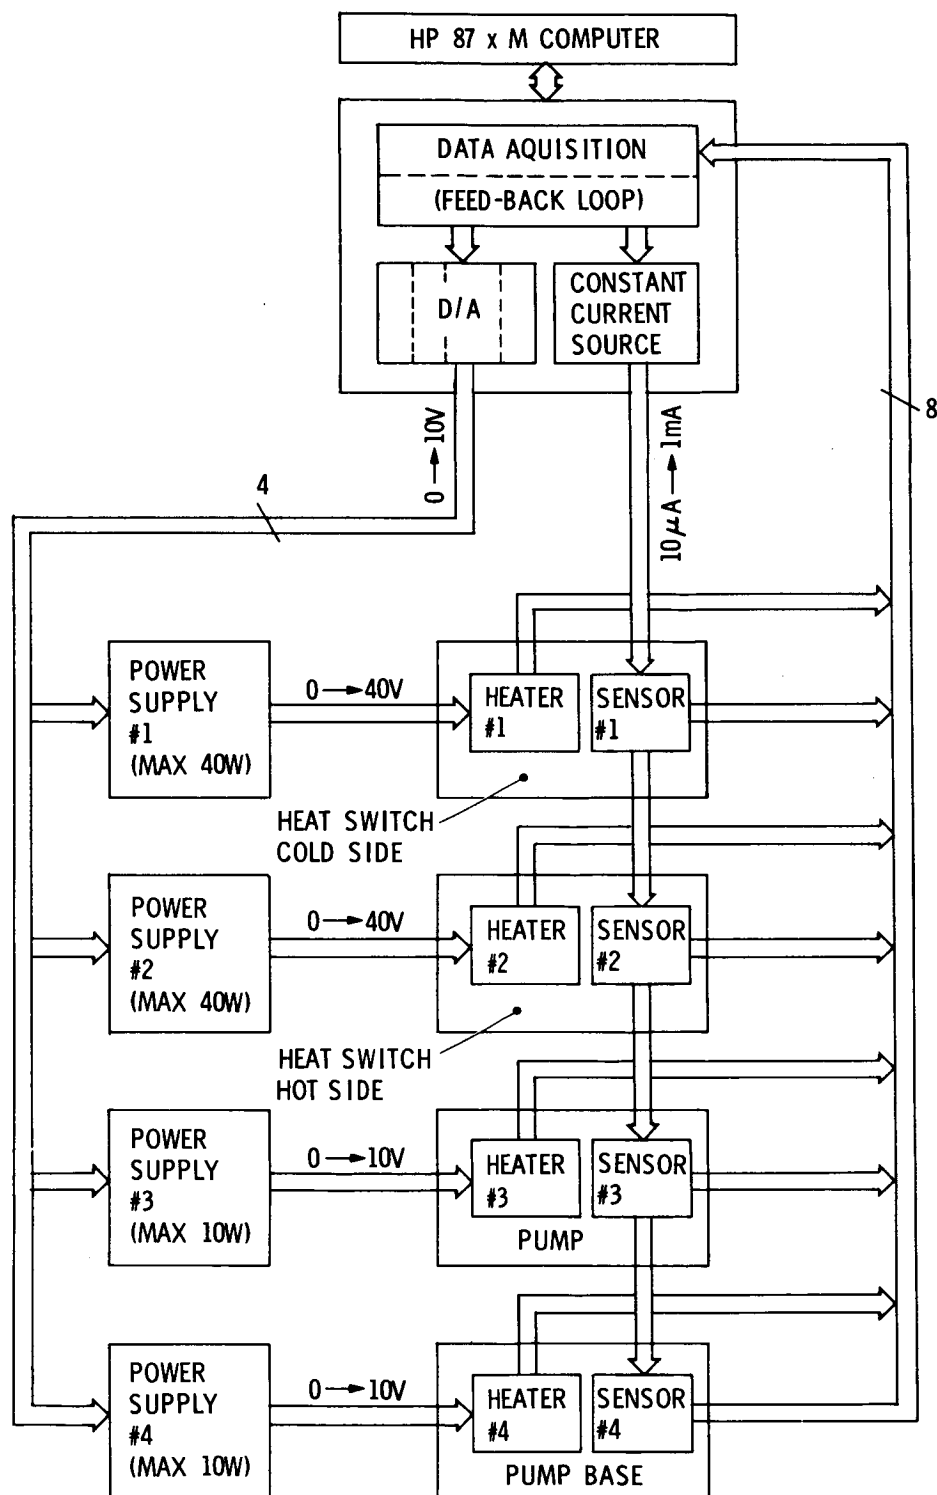 HP 87 x M COMPUTER
DATA AQUISITION
(FEED-BACK LOOP)
D/A
CONSTANT
CURRENT
SOURCE
8
0→10V
10μA→1mA
4
POWER
SUPPLY
#1
(MAX 40W)
0→40V
HEATER
#1
SENSOR
#1
HEAT SWITCH
COLD SIDE
POWER
SUPPLY
#2
(MAX 40W)
0→40V
HEATER
#2
SENSOR
#2
HEAT SWITCH
HOT SIDE
POWER
SUPPLY
#3
(MAX 10W)
0→10V
HEATER
#3
SENSOR
#3
PUMP
POWER
SUPPLY
#4
(MAX 10W)
0→10V
HEATER
#4
SENSOR
#4
PUMP BASE